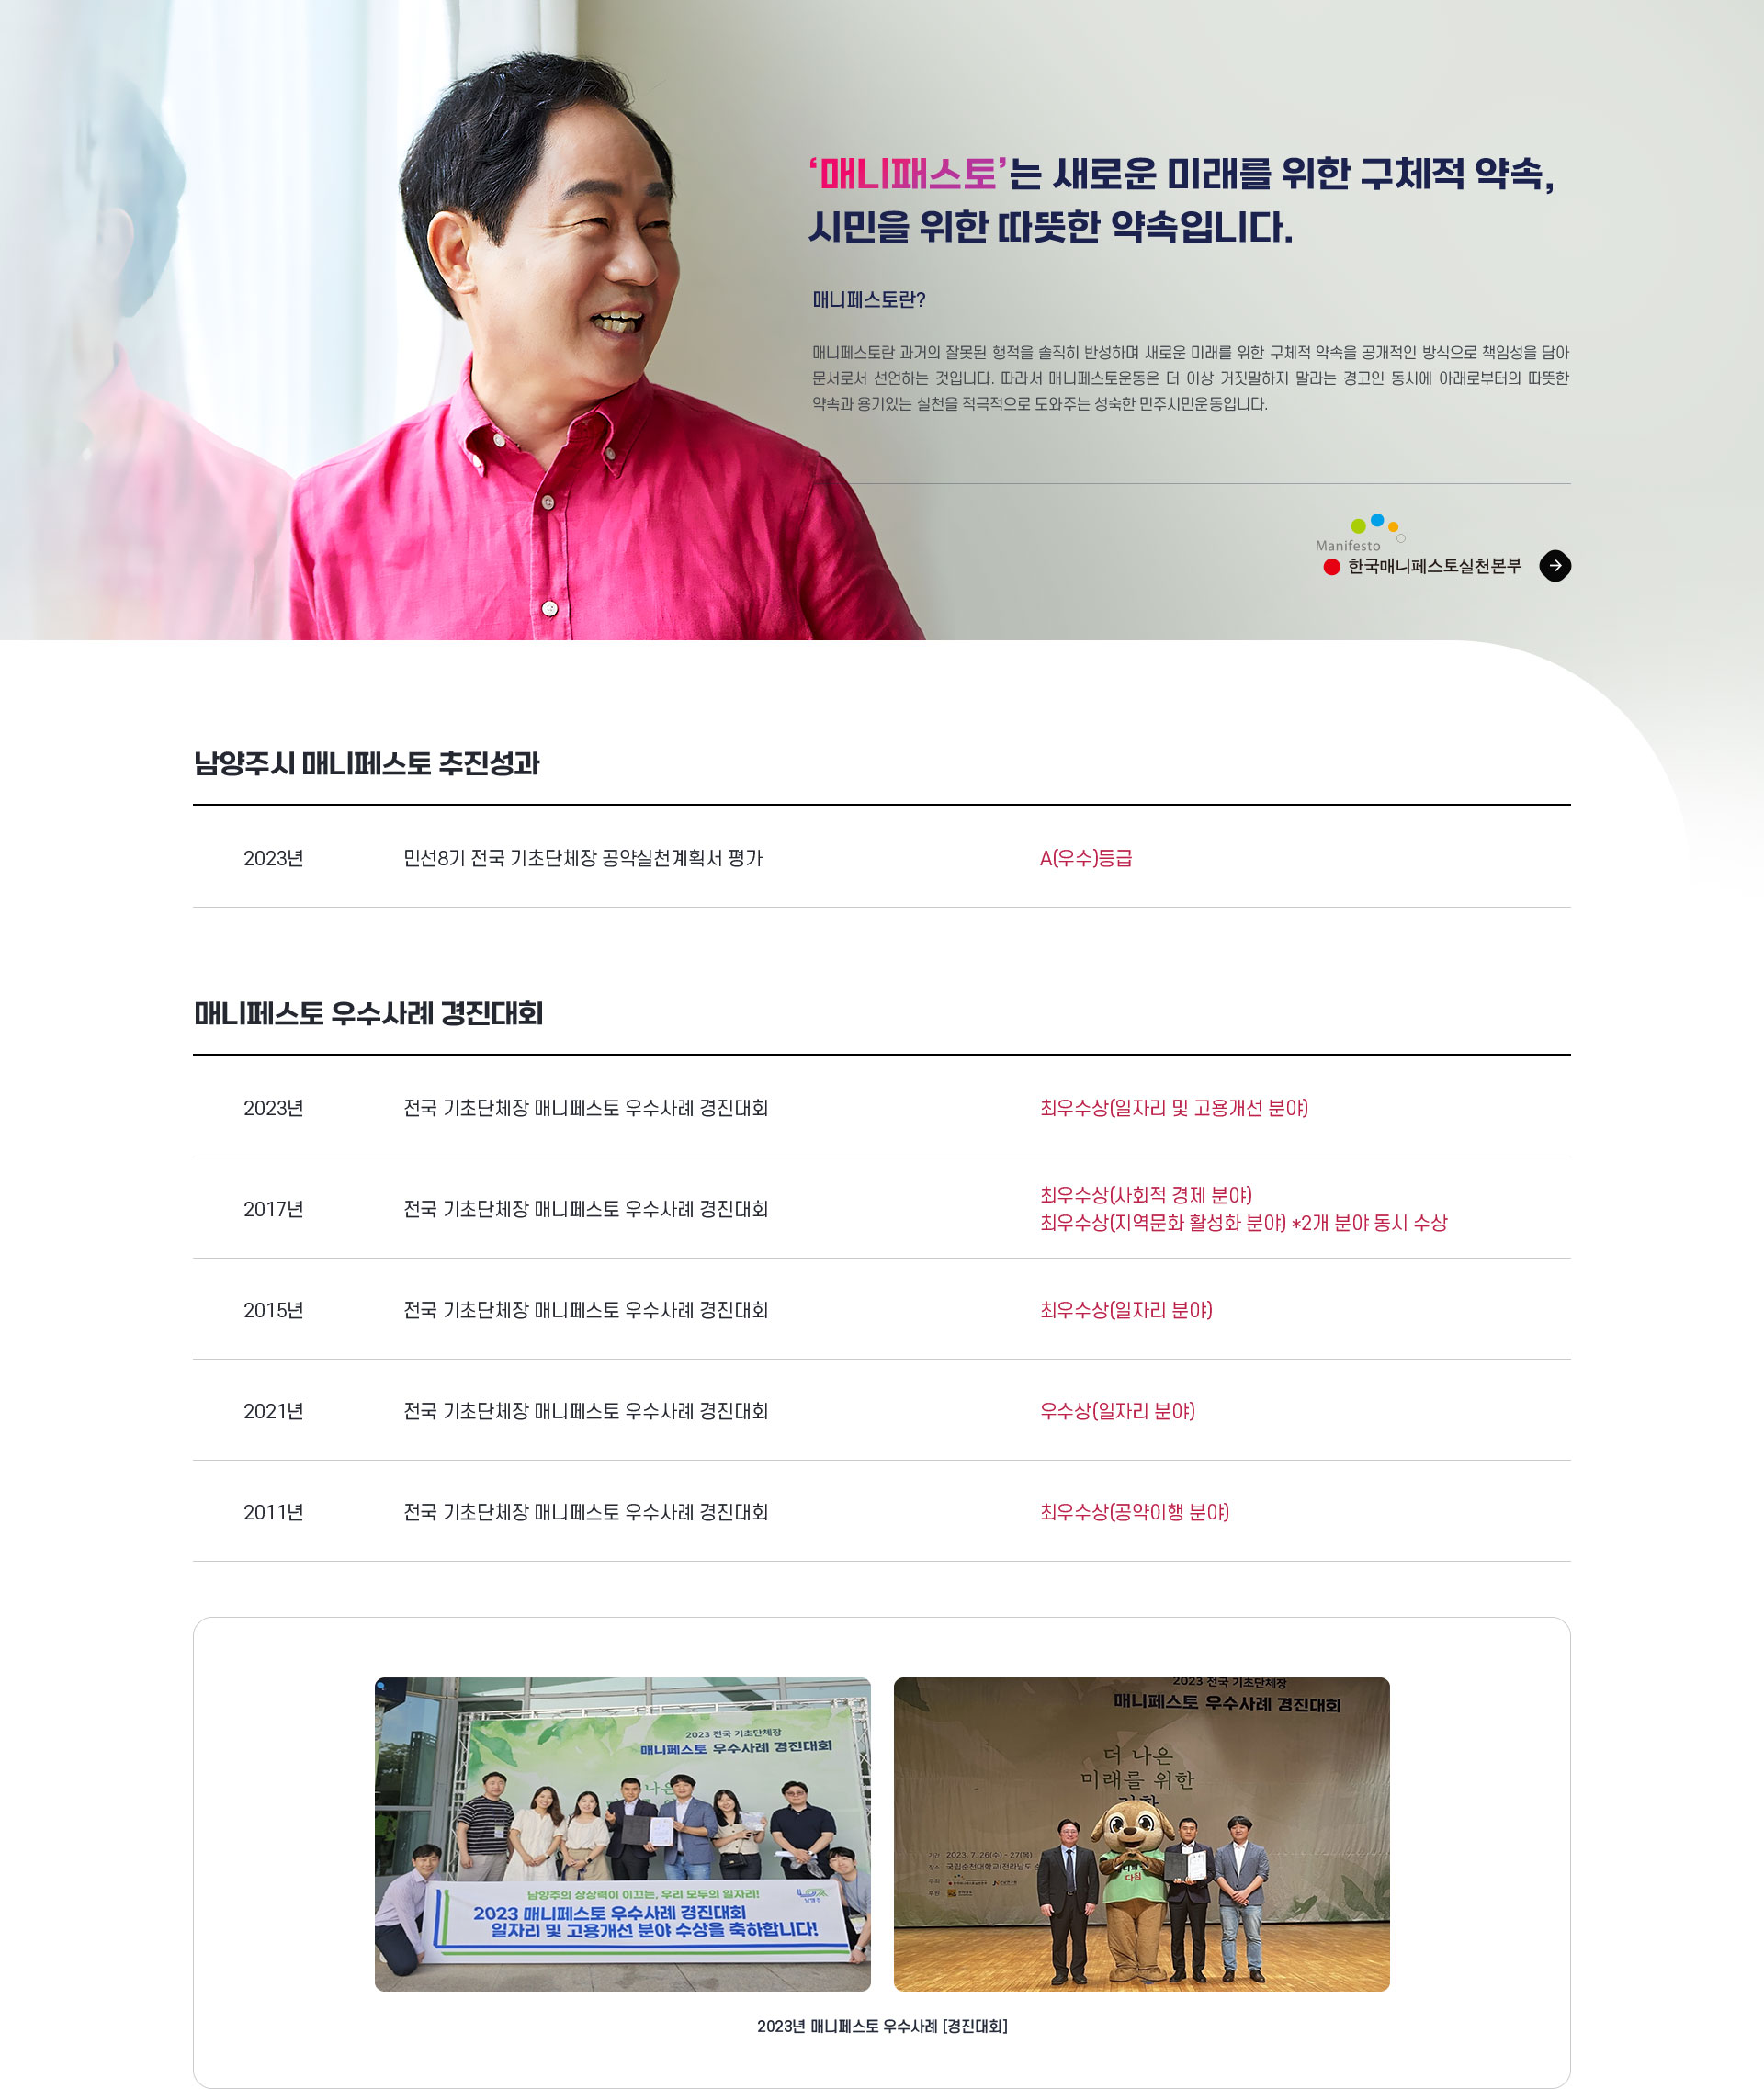 ‘매니패스토’는 새로운 미래를 위한 구체적 약속,
시민을 위한 따뜻한 약속입니다.
매니페스토란?
매니페스토란 과거의 잘못된 행적을 솔직히 반성하며 새로운 미래를 위한 구체적 약속을 공개적인 방식으로 책임성을 담아
문서로서 선언하는 것입니다. 따라서 매니페스토운동은 더 이상 거짓말하지 말라는 경고인 동시에 아래로부터의 따뜻한
약속과 용기있는 실천을 적극적으로 도와주는 성숙한 민주시민운동입니다.
Manifesto
한국매니페스토실천본부
남양주시 매니페스토 추진성과
2023년 민선8기 전국 기초단체장 공약실천계획서 평가 A(우수)등급
매니페스토 우수사례 경진대회
2023년 전국 기초단체장 매니페스토 우수사례 경진대회 최우수상(일자리 및 고용개선 분야)
2017년 전국 기초단체장 매니페스토 우수사례 경진대회 최우수상(사회적 경제 분야)
최우수상(지역문화 활성화 분야) *2개 분야 동시 수상
2015년 전국 기초단체장 매니페스토 우수사례 경진대회 최우수상(일자리 분야)
2021년 전국 기초단체장 매니페스토 우수사례 경진대회 우수상(일자리 분야)
2011년 전국 기초단체장 매니페스토 우수사례 경진대회 최우수상(공약이행 분야)
2023 전국 기초단체장
매니페스토 우수사례 경진대회
나은
남양주의 상상력이 이끄는, 우리 모두의 일자리!
남양주
2023 매니페스토 우수사례 경진대회
일자리 및 고용개선 분야 수상을 축하합니다!
2023 전국 기초단체장
매니페스토 우수사례 경진대회
더 나은
미래를 위한
2023. 7. 26(수) - 27(목)
국립순천대학교(전라남도
다짐
2023년 매니페스토 우수사례 [경진대회]